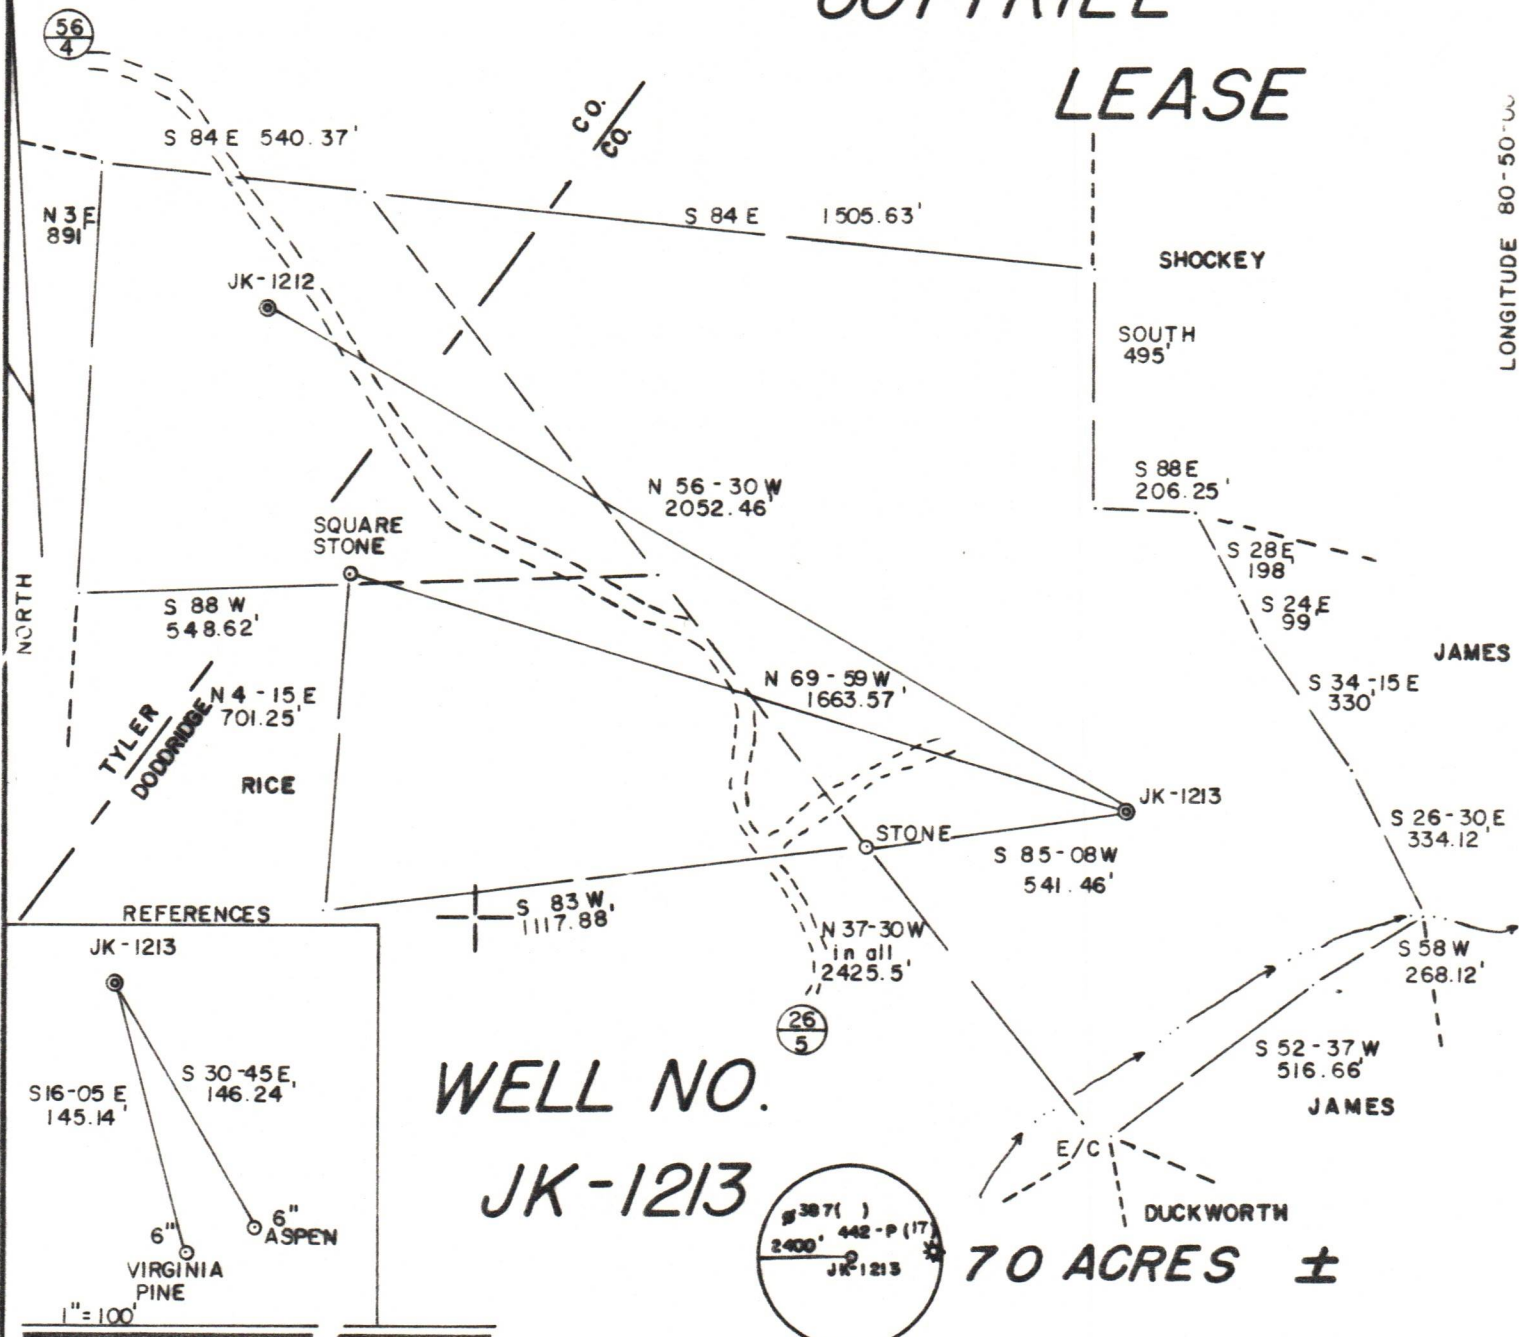 LEASE
56
4
CO.
CO.
S 84 E 540.37'
N 3 E
891'
S 84 E 1505.63'
SHOCKEY
LONGITUDE 80-50-
JK-1212
SOUTH
495'
S 88 E
206.25'
N 56-30 W
2052.46'
SQUARE
STONE
S 28 E
198'
NORTH
S 88 W
548.62'
S 24 E
99'
JAMES
N 69-59 W
1663.57'
S 34-15 E
330'
N 4-15 E
701.25'
TYLER
DODDRIDGE
RICE
JK-1213
STONE
S 26-30 E
334.12'
S 85-08 W
541.46'
S 83 W
1117.88'
REFERENCES
JK-1213
N 37-30 W
in all
2425.5'
S 58 W
268.12'
26
5
S 52-37 W
516.66'
S 30-45 E
146.24'
S16-05 E
145.14'
WELL NO.
JK-1213
JAMES
E/C
DUCKWORTH
6"
ASPEN
6"
VIRGINIA
PINE
1"=100'
387( )
442-P (17)
2400'
JK-1213
70 ACRES ±